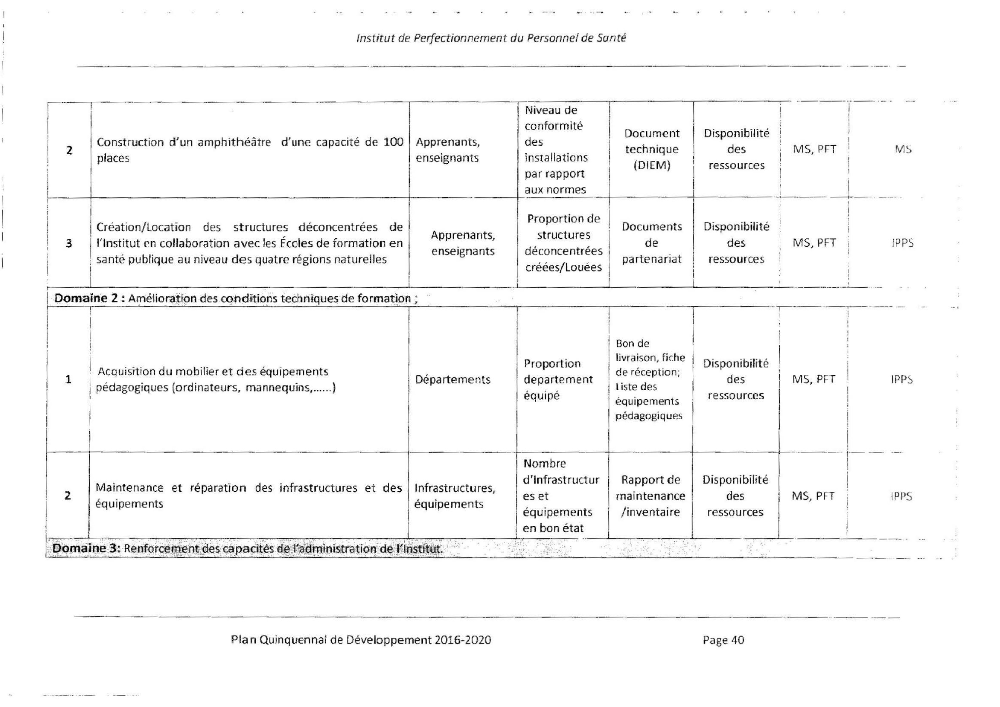 Institut de Perfectionnement du Personnel de Santé
2
Construction d'un amphithéâtre d'une capacité de 100
places
Apprenants,
enseignants
Niveau de
conformité
des
installations
par rapport
aux normes
Document
technique
(DIEM)
Disponibilité
des
ressources
MS, PFT
MS
3
Création/Location des structures déconcentrées de
l'Institut en collaboration avec les Écoles de formation en
santé publique au niveau des quatre régions naturelles
Apprenants,
enseignants
Proportion de
structures
déconcentrées
créées/Louées
Documents
de
partenariat
Disponibilité
des
ressources
MS, PFT
IPPS
Domaine 2 : Amélioration des conditions techniques de formation ;
1
Acquisition du mobilier et des équipements
pédagogiques (ordinateurs, mannequins,......)
Départements
Proportion
departement
équipé
Bon de
livraison, fiche
de réception;
Liste des
équipements
pédagogiques
Disponibilité
des
ressources
MS, PFT
IPPS
2
Maintenance et réparation des infrastructures et des
équipements
Infrastructures,
équipements
Nombre
d'Infrastructur
es et
équipements
en bon état
Rapport de
maintenance
/inventaire
Disponibilité
des
ressources
MS, PFT
IPPS
Domaine 3: Renforcement des capacités de l'administration de l'Institut.
Plan Quinquennal de Développement 2016-2020
Page 40